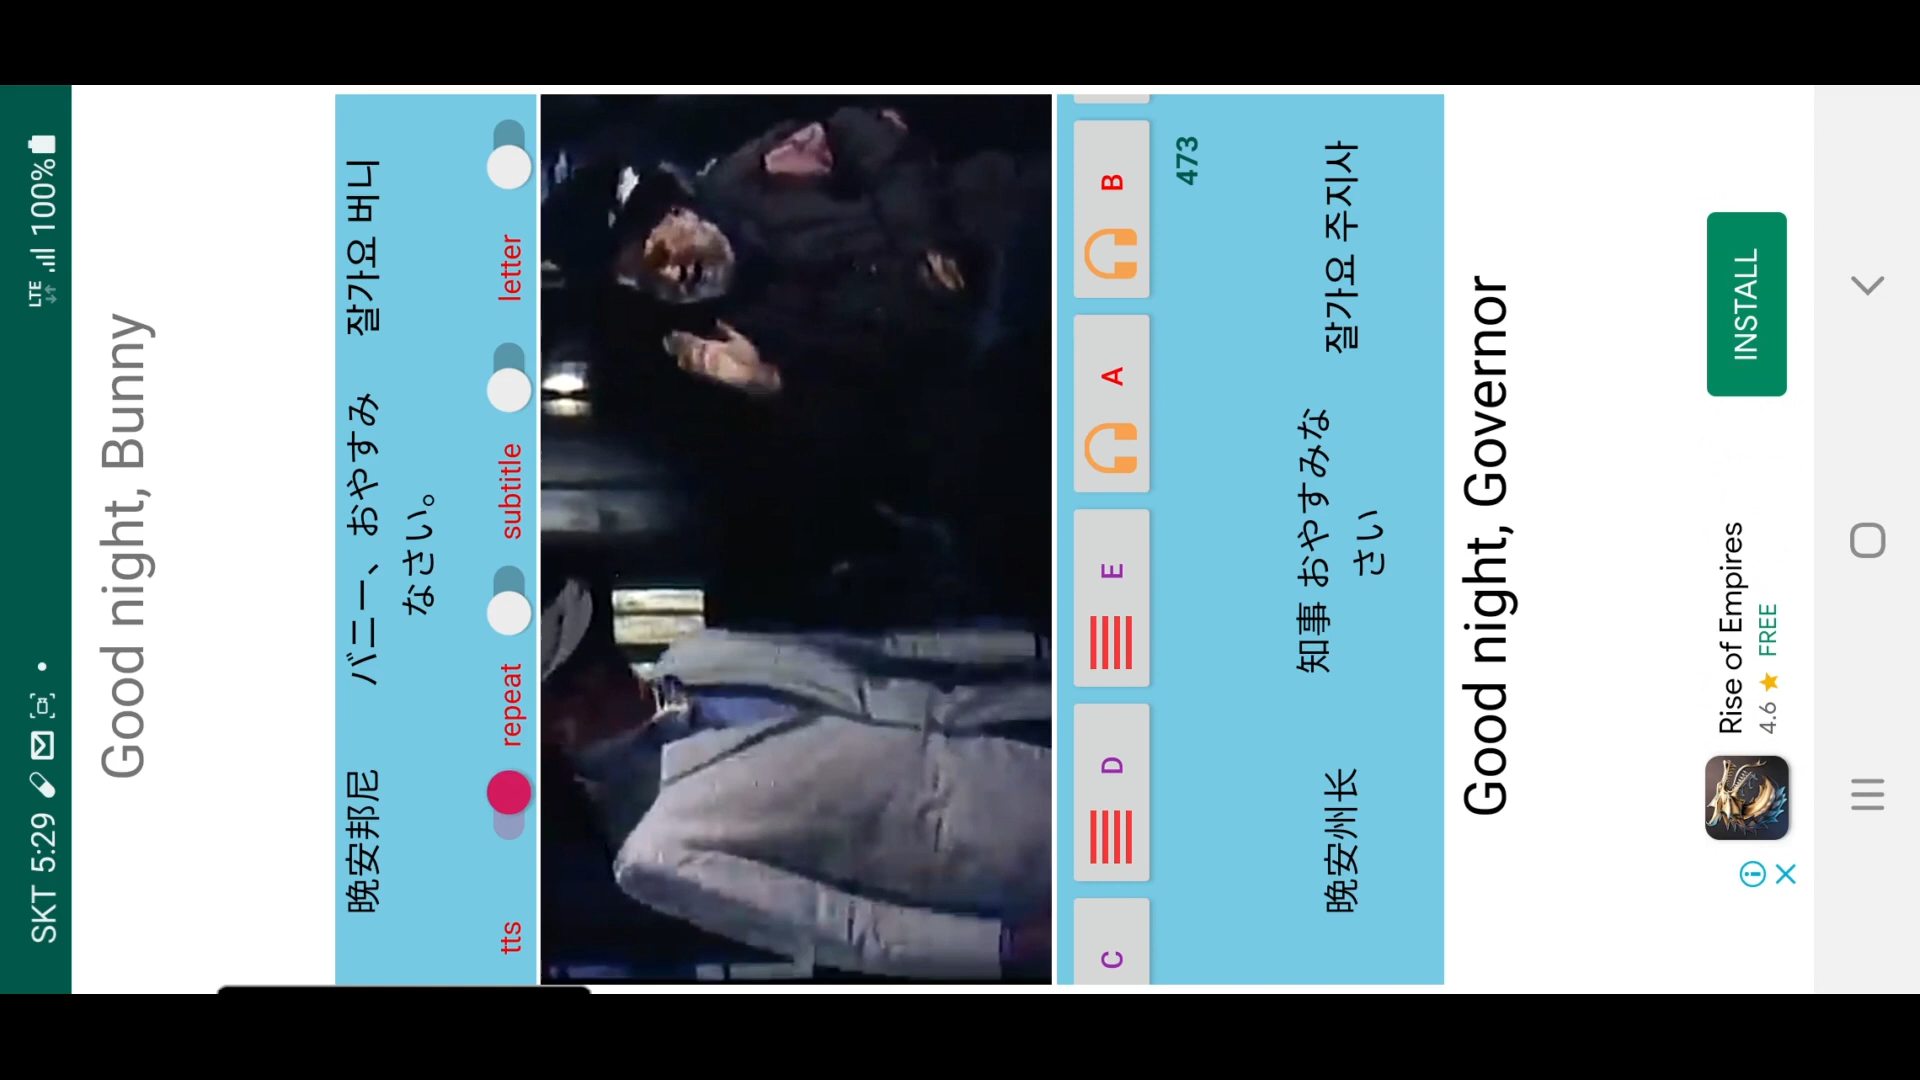 SKT 5:29
LTE
100%
Good night, Bunny
晚安邦尼
バニー、おやすみ
なさい。
잘가요 버니
tts
repeat
subtitle
letter
C
D
E
A
B
473
晚安州长
知事 おやすみな
さい
잘가요 주지사
Good night, Governor
Rise of Empires
4.6 ★ FREE
INSTALL